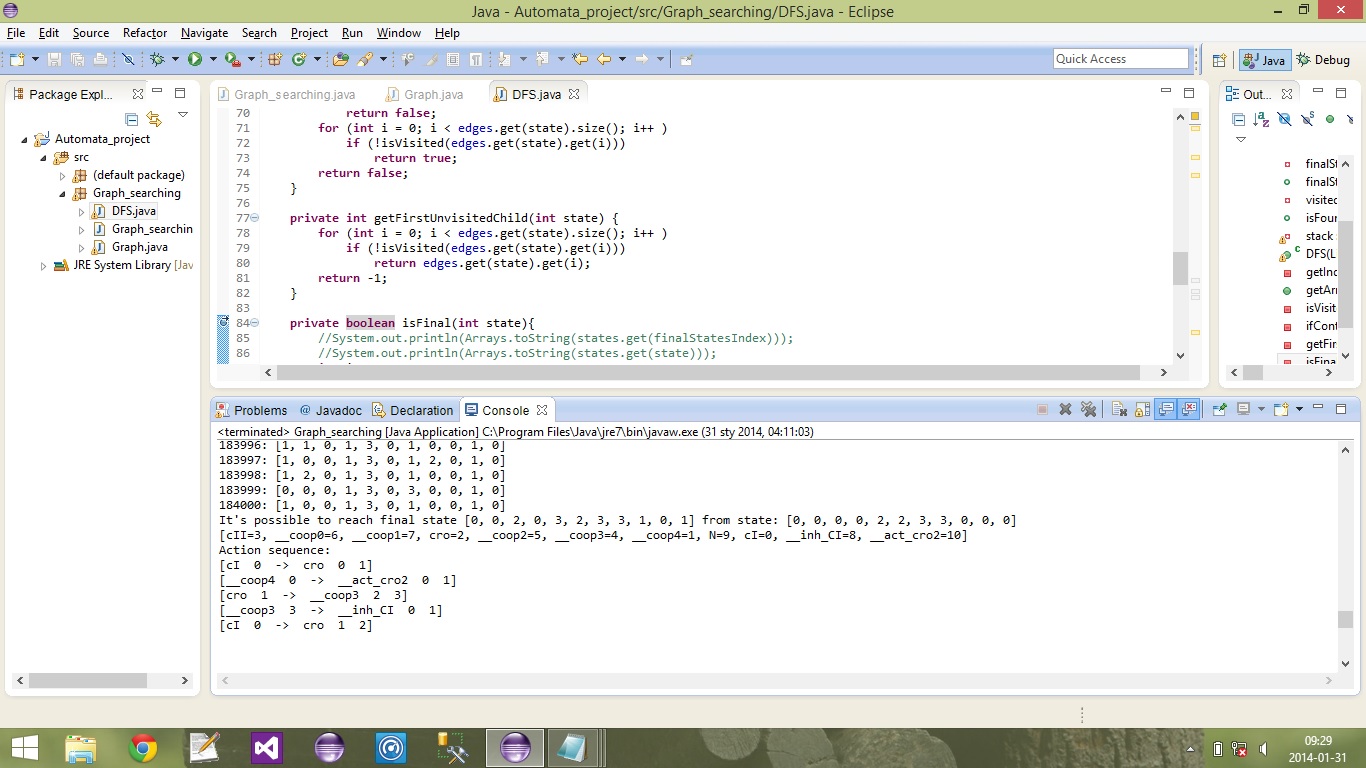 Java - Automata_project/src/Graph_searching/DFS.java - Eclipse
File Edit Source Refactor Navigate Search Project Run Window Help
Quick Access
Java
Debug
Package Expl...
Automata_project
src
(default package)
Graph_searching
DFS.java
Graph_searchin
Graph.java
JRE System Library [Jav
Graph_searching.java Graph.java DFS.java
70 return false;
71 for (int i = 0; i < edges.get(state).size(); i++ )
72 if (!isVisited(edges.get(state).get(i)))
73 return true;
74 return false;
75 }
76
77 private int getFirstUnvisitedChild(int state) {
78 for (int i = 0; i < edges.get(state).size(); i++ )
79 if (!isVisited(edges.get(state).get(i)))
80 return edges.get(state).get(i);
81 return -1;
82 }
83
84 private boolean isFinal(int state){
85 //System.out.println(Arrays.toString(states.get(finalStatesIndex)));
86 //System.out.println(Arrays.toString(states.get(state)));
Out...
finalSt
finalSt
visited
isFour
stack
DFS(L
getInc
getArr
isVisit
ifCont
getFir
isFina
Problems @ Javadoc Declaration Console
<terminated> Graph_searching [Java Application] C:\Program Files\Java\jre7\bin\javaw.exe (31 sty 2014, 04:11:03)
183996: [1, 1, 0, 1, 3, 0, 1, 0, 0, 1, 0]
183997: [1, 0, 0, 1, 3, 0, 1, 2, 0, 1, 0]
183998: [1, 2, 0, 1, 3, 0, 1, 0, 0, 1, 0]
183999: [0, 0, 0, 1, 3, 0, 3, 0, 0, 1, 0]
184000: [1, 0, 0, 1, 3, 0, 1, 0, 0, 1, 0]
It's possible to reach final state [0, 0, 2, 0, 3, 2, 3, 3, 1, 0, 1] from state: [0, 0, 0, 0, 2, 2, 3, 3, 0, 0, 0]
[cII=3, __coop0=6, __coop1=7, cro=2, __coop2=5, __coop3=4, __coop4=1, N=9, cI=0, __inh_CI=8, __act_cro2=10]
Action sequence:
[cI 0 -> cro 0 1]
[__coop4 0 -> __act_cro2 0 1]
[cro 1 -> __coop3 2 3]
[__coop3 3 -> __inh_CI 0 1]
[cI 0 -> cro 1 2]
09:29
2014-01-31